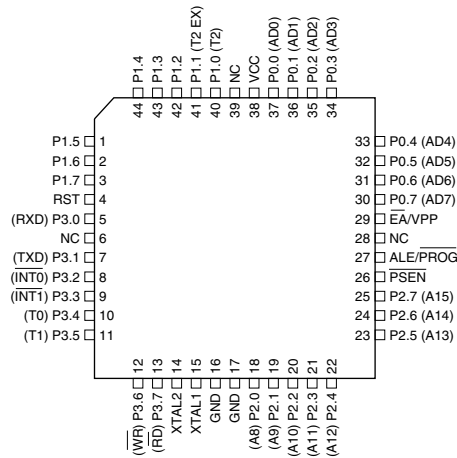 P1.4
P1.3
P1.2
P1.1 (T2 EX)
P1.0 (T2)
NC
VCC
P0.0 (AD0)
P0.1 (AD1)
P0.2 (AD2)
P0.3 (AD3)
44
43
42
41
40
39
38
37
36
35
34
P1.5 1
P1.6 2
P1.7 3
RST 4
(RXD) P3.0 5
NC 6
(TXD) P3.1 7
(INT0) P3.2 8
(INT1) P3.3 9
(T0) P3.4 10
(T1) P3.5 11
33 P0.4 (AD4)
32 P0.5 (AD5)
31 P0.6 (AD6)
30 P0.7 (AD7)
29 EA/VPP
28 NC
27 ALE/PROG
26 PSEN
25 P2.7 (A15)
24 P2.6 (A14)
23 P2.5 (A13)
12
13
14
15
16
17
18
19
20
21
22
(WR) P3.6
(RD) P3.7
XTAL2
XTAL1
GND
GND
(A8) P2.0
(A9) P2.1
(A10) P2.2
(A11) P2.3
(A12) P2.4